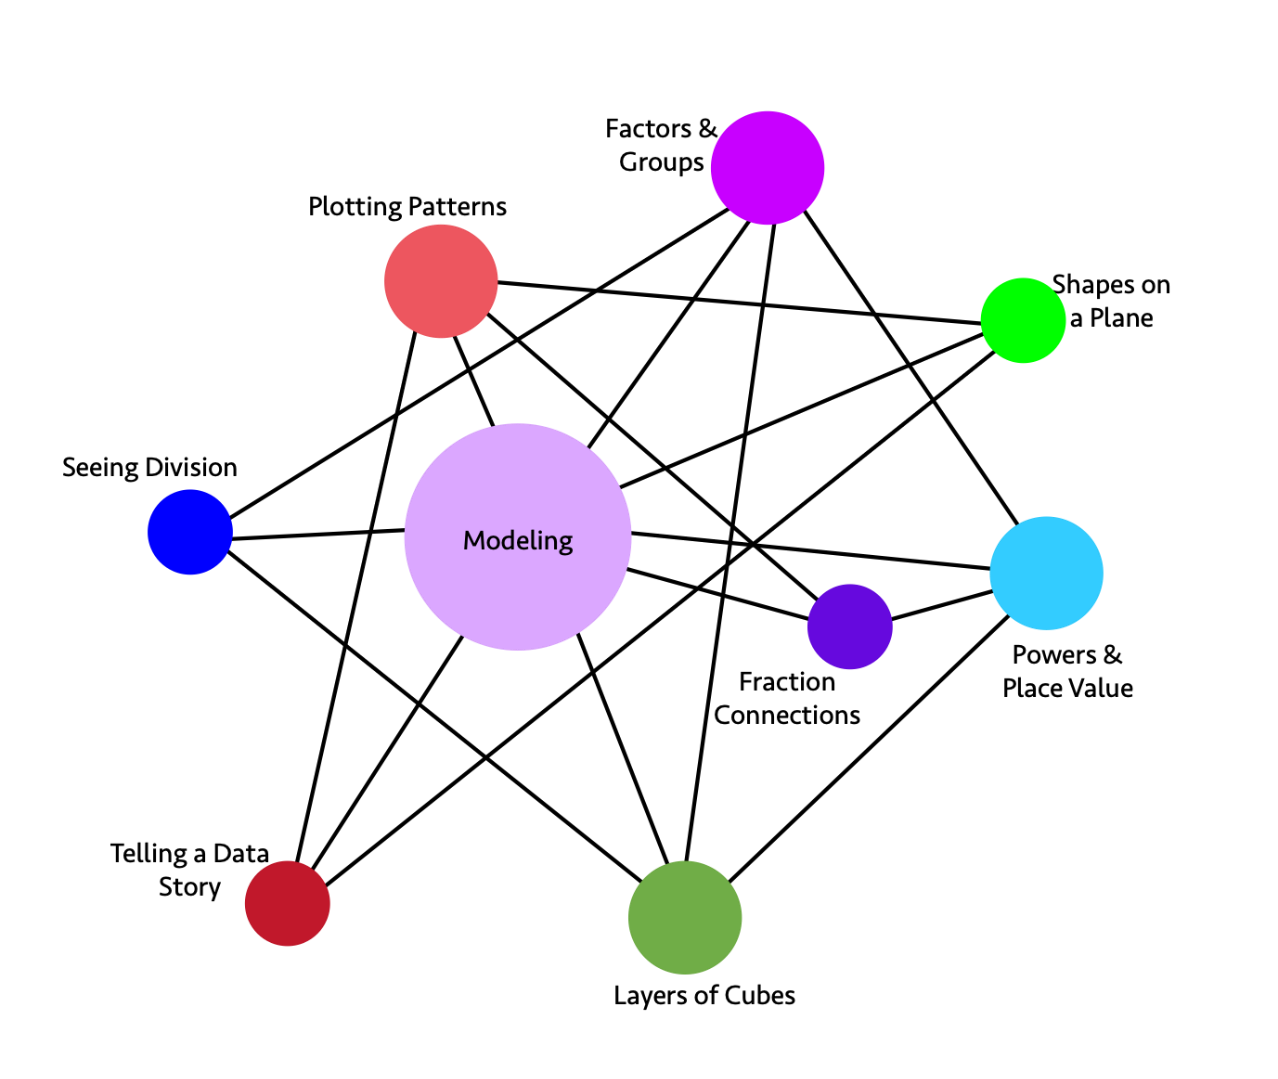 Factors &
Groups
Plotting Patterns
Shapes on
a Plane
Seeing Division
Modeling
Powers &
Place Value
Fraction
Connections
Telling a Data
Story
Layers of Cubes